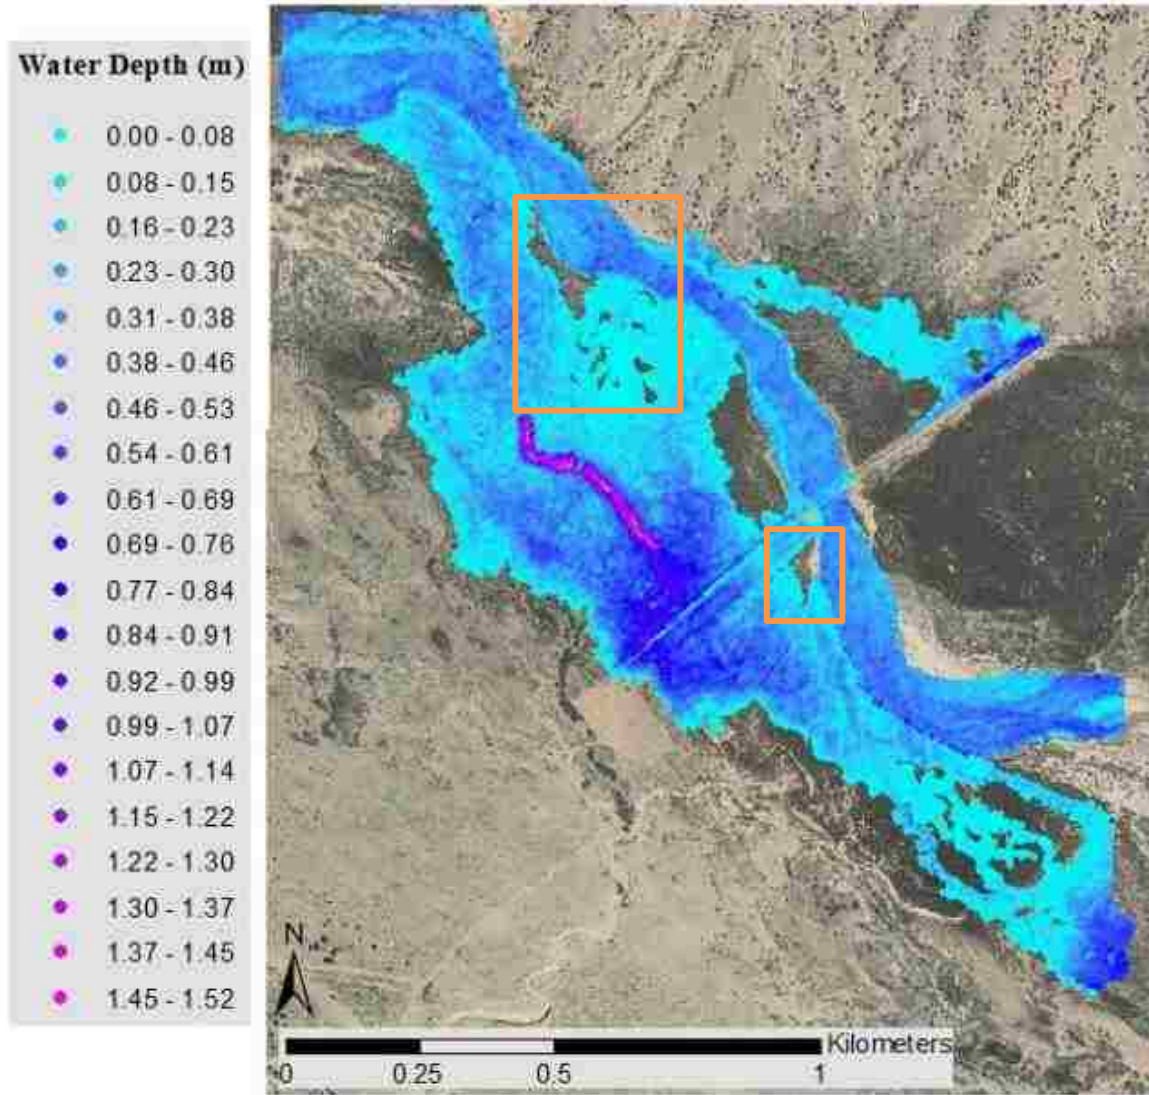 Water Depth (m)
0.00 - 0.08
0.08 - 0.15
0.16 - 0.23
0.23 - 0.30
0.31 - 0.38
0.38 - 0.46
0.46 - 0.53
0.54 - 0.61
0.61 - 0.69
0.69 - 0.76
0.77 - 0.84
0.84 - 0.91
0.92 - 0.99
0.99 - 1.07
1.07 - 1.14
1.15 - 1.22
1.22 - 1.30
1.30 - 1.37
1.37 - 1.45
1.45 - 1.52
N
Kilometers
0 0.25 0.5 1